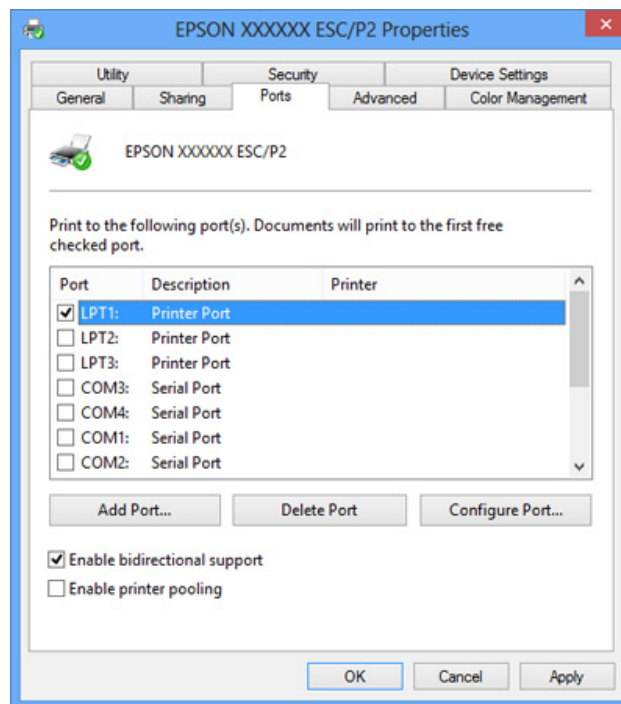 EPSON XXXXXX ESC/P2 Properties
Utility Security Device Settings
General Sharing Ports Advanced Color Management
EPSON XXXXXX ESC/P2
Print to the following port(s). Documents will print to the first free
checked port.
Port Description Printer
LPT1: Printer Port
LPT2: Printer Port
LPT3: Printer Port
COM3: Serial Port
COM4: Serial Port
COM1: Serial Port
COM2: Serial Port
Add Port... Delete Port Configure Port...
Enable bidirectional support
Enable printer pooling
OK Cancel Apply